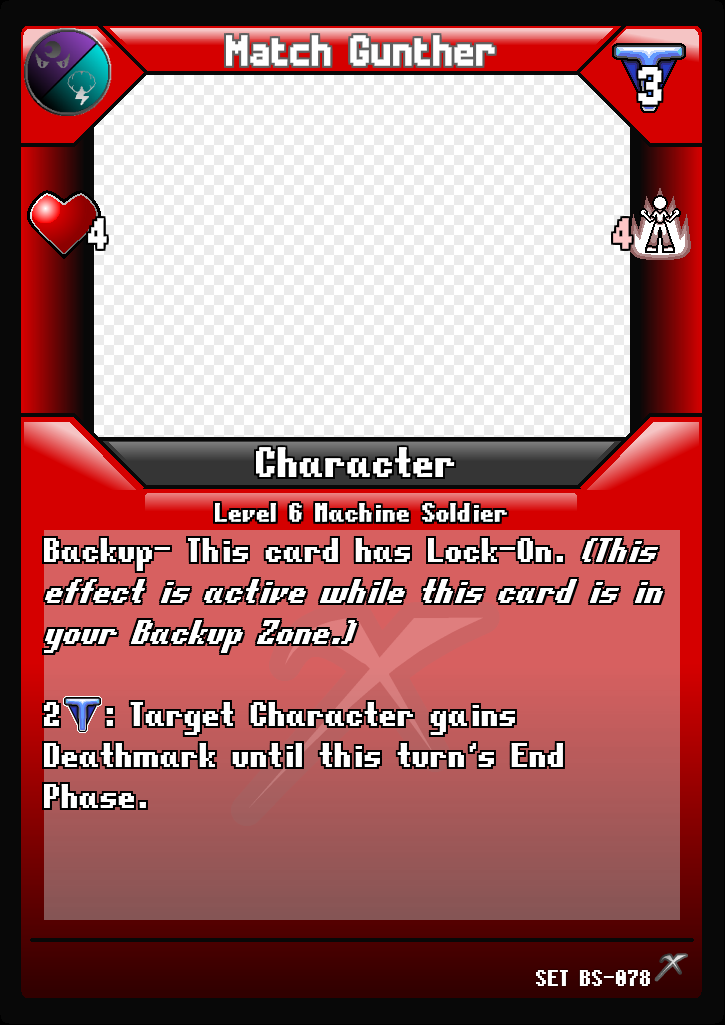 Match Gunther
3
4
4
Character
Level 6 Machine Soldier
Backup- This card has Lock-On. (This
effect is active while this card is in
your Backup Zone.)
2T: Target Character gains
Deathmark until this turn's End
Phase.
SET BS-078